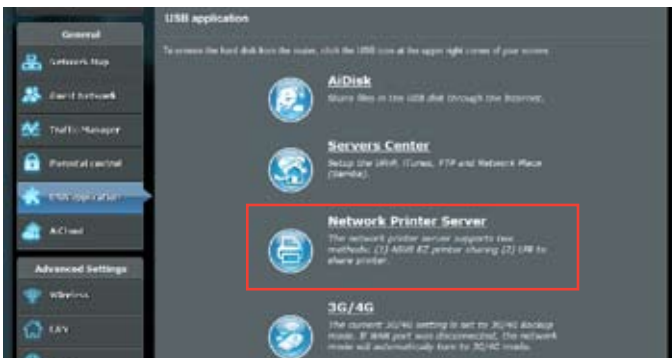 USB application
General
To remove the hard disk from the router, click the USB icon at the upper right corner of your screen
Network Map
AiDisk
Share files in the USB disk through the Internet.
Guest Network
Traffic Manager
Servers Center
Setup the UPnP, iTunes, FTP and Network Place
(Samba).
Parental control
USB application
Network Printer Server
The network printer server supports two
methods: (1) ASUS EZ printer sharing (2) LPR to
share printer.
AiCloud
Advanced Settings
Wireless
3G/4G
The current 3G/4G setting is set to 3G/4G Backup
mode. If WAN port was disconnected, the network
mode will automatically turn to 3G/4G mode.
LAN